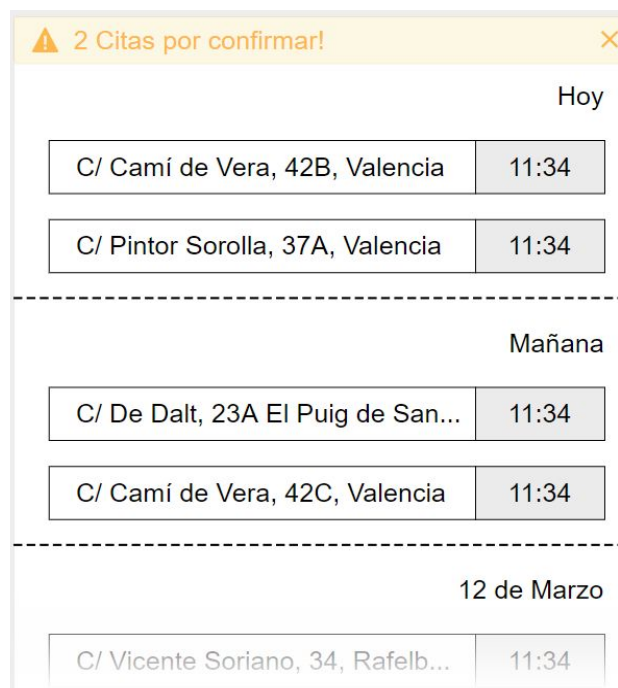 2 Citas por confirmar!
Hoy
C/ Camí de Vera, 42B, Valencia 11:34
C/ Pintor Sorolla, 37A, Valencia 11:34
Mañana
C/ De Dalt, 23A El Puig de San... 11:34
C/ Camí de Vera, 42C, Valencia 11:34
12 de Marzo
C/ Vicente Soriano, 34, Rafelb... 11:34